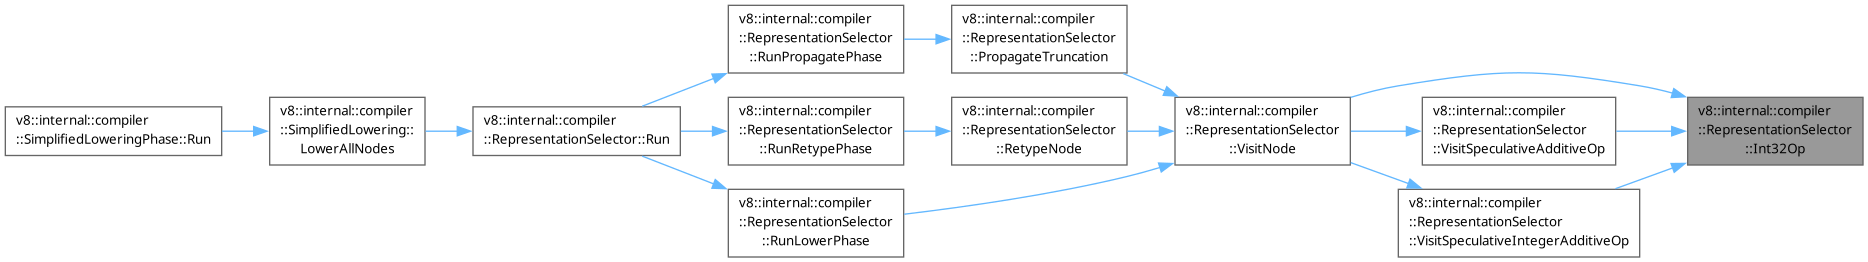 v8::internal::compiler
::SimplifiedLoweringPhase::Run
v8::internal::compiler
::SimplifiedLowering::
LowerAllNodes
v8::internal::compiler
::RepresentationSelector::Run
v8::internal::compiler
::RepresentationSelector
::RunPropagatePhase
v8::internal::compiler
::RepresentationSelector
::RunRetypePhase
v8::internal::compiler
::RepresentationSelector
::RunLowerPhase
v8::internal::compiler
::RepresentationSelector
::PropagateTruncation
v8::internal::compiler
::RepresentationSelector
::RetypeNode
v8::internal::compiler
::RepresentationSelector
::VisitNode
v8::internal::compiler
::RepresentationSelector
::VisitSpeculativeAdditiveOp
v8::internal::compiler
::RepresentationSelector
::VisitSpeculativeIntegerAdditiveOp
v8::internal::compiler
::RepresentationSelector
::Int32Op